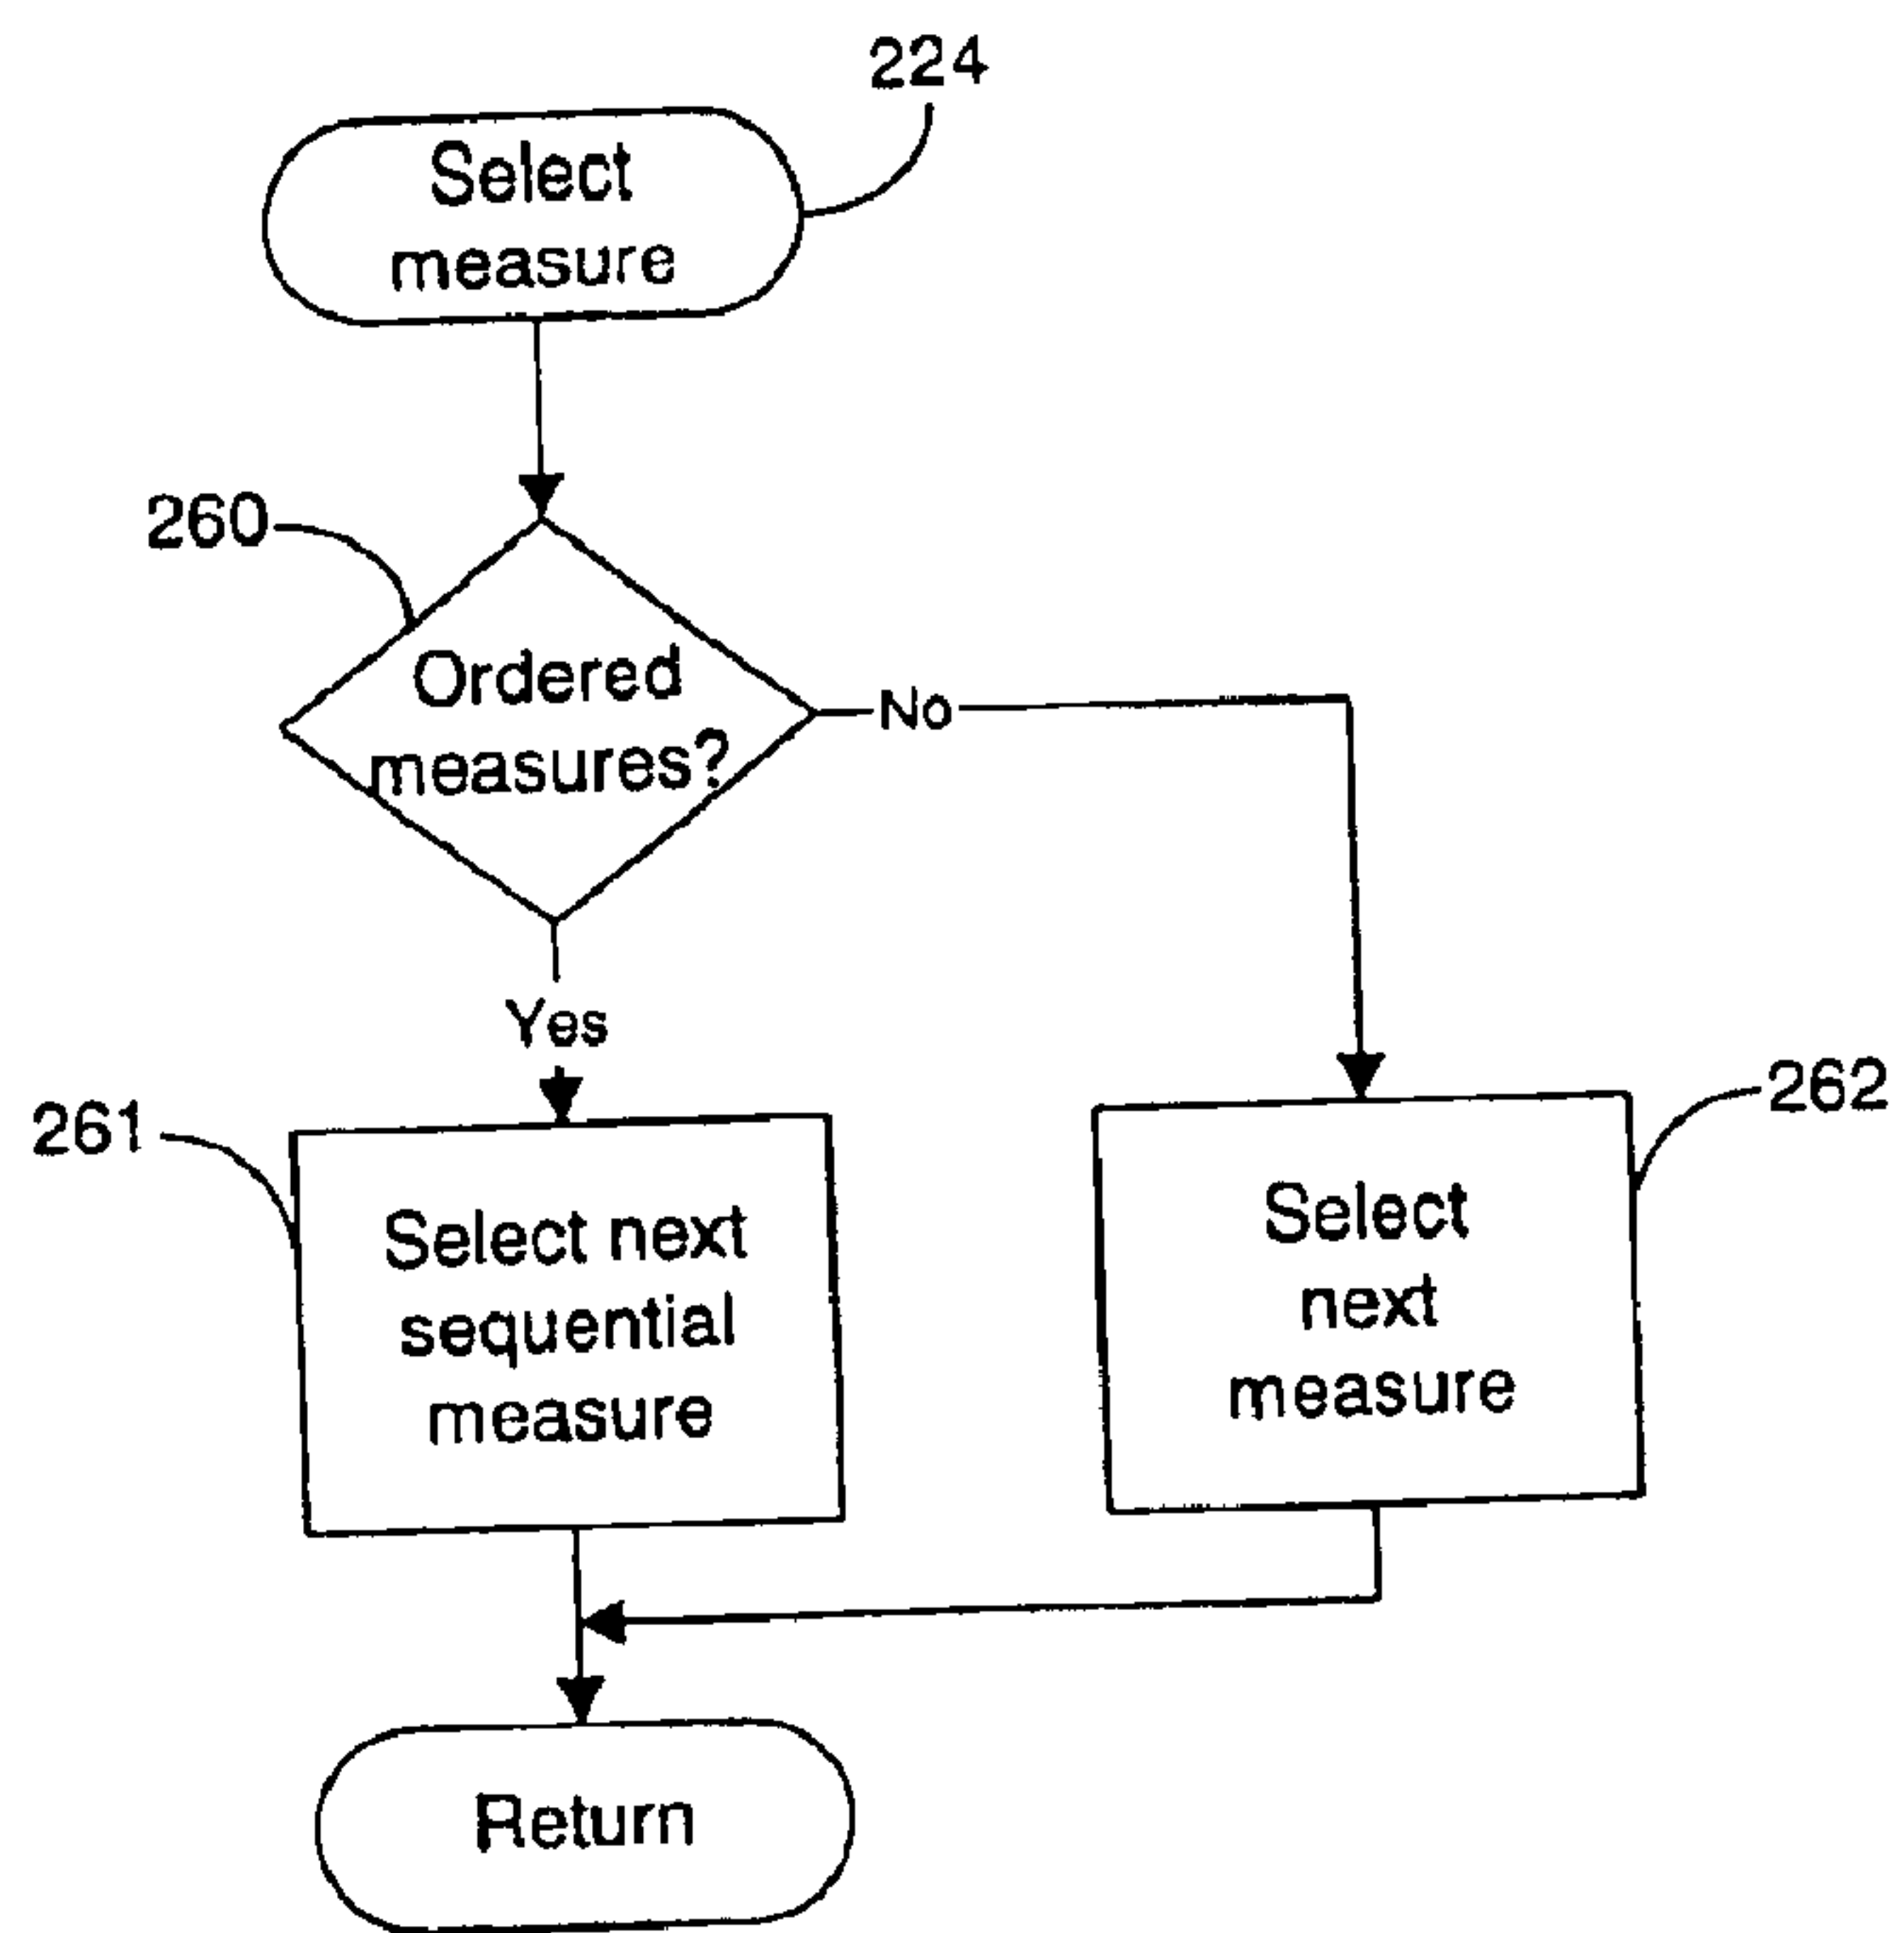 224
Select
measure
260
Ordered
measures?
No
Yes
261
Select next
sequential
measure
262
Select
next
measure
Return